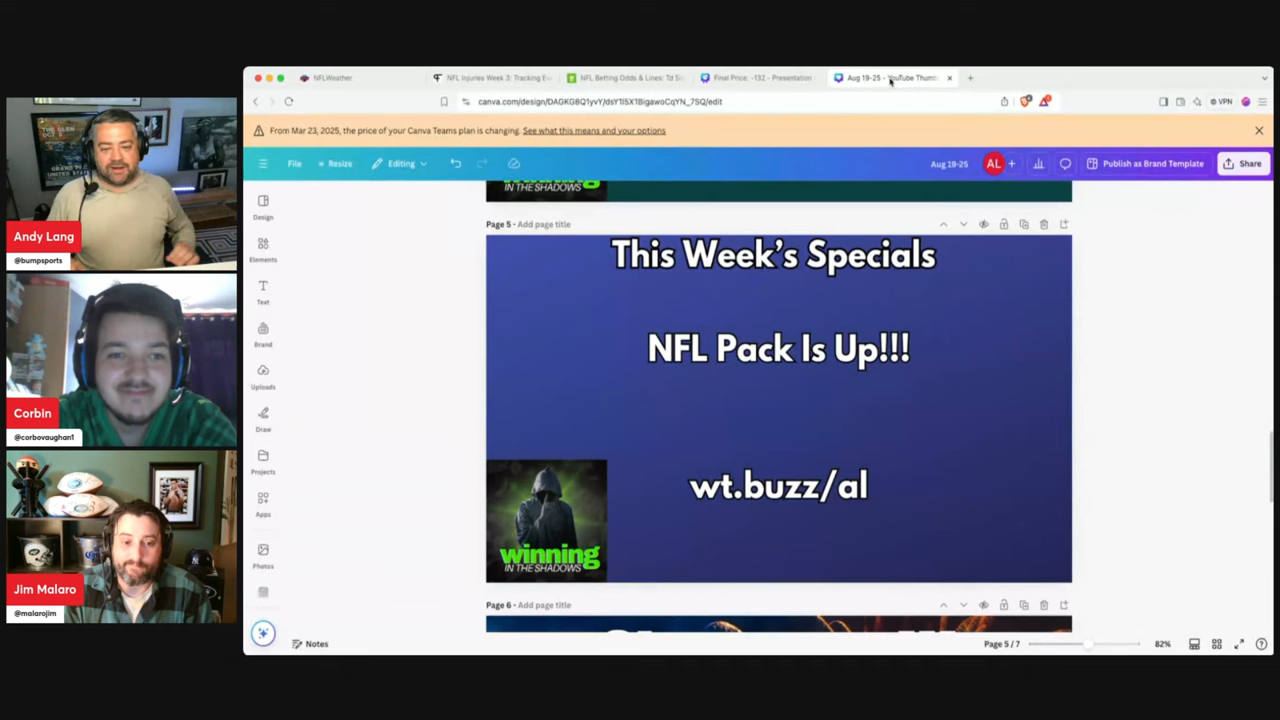 NFLWeather
NFL Injuries Week 3: Tracking Ev
NFL Betting Odds & Lines: Td Sc
Final Price: -132 - Presentation
Aug 19-25 - YouTube Thumb
canva.com/design/DAGKG8Q1yvY/dsY1I5X1BigawoCqYN_7SQ/edit
VPN
From Mar 23, 2025, the price of your Canva Teams plan is changing. See what this means and your options
File
Resize
Editing
Aug 19-25
AL
Publish as Brand Template
Share
Design
Elements
Text
Brand
Uploads
Draw
Projects
Apps
Photos
IN THE SHADOWS
Page 5 - Add page title
This Week's Specials
NFL Pack Is Up!!!
wt.buzz/al
winning
IN THE SHADOWS
Page 6 - Add page title
Notes
Page 5 / 7
82%
Andy Lang
@bumpsports
Corbin
@corbovaughan1
Jim Malaro
@malarojim